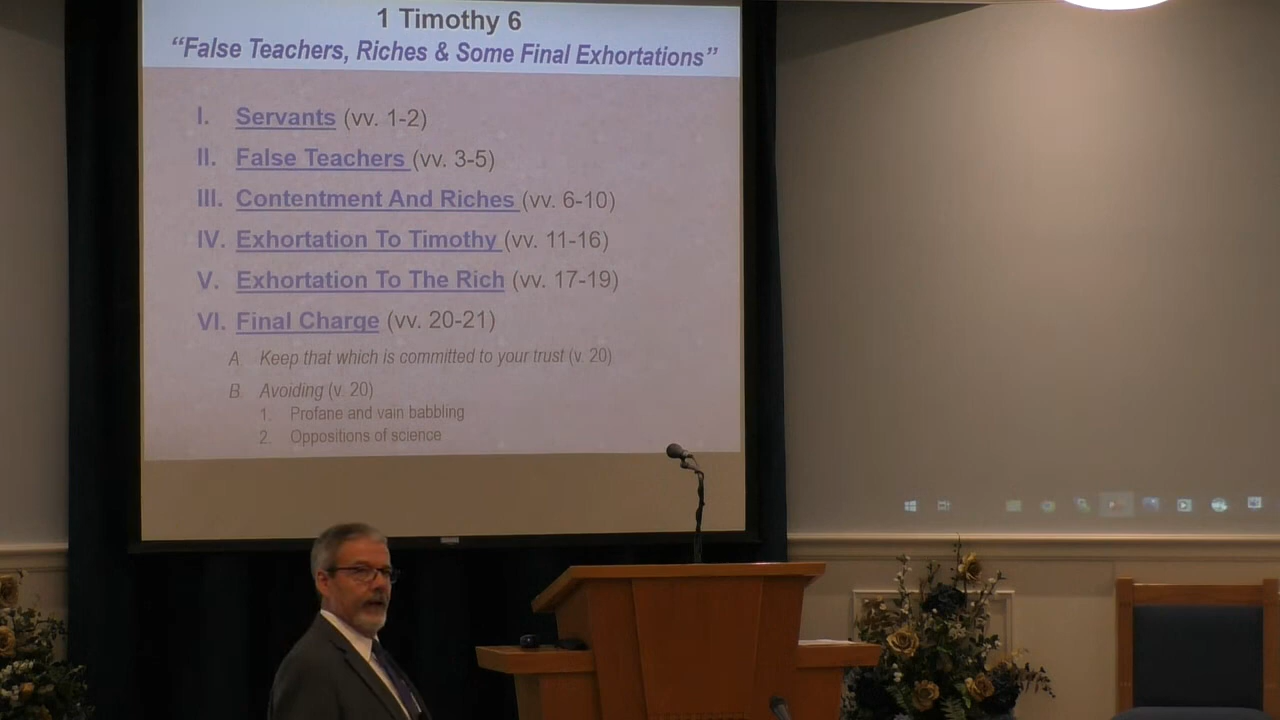 1 Timothy 6
“False Teachers, Riches & Some Final Exhortations”
I. Servants (vv. 1-2)
II. False Teachers (vv. 3-5)
III. Contentment And Riches (vv. 6-10)
IV. Exhortation To Timothy (vv. 11-16)
V. Exhortation To The Rich (vv. 17-19)
VI. Final Charge (vv. 20-21)
A. Keep that which is committed to your trust (v. 20)
B. Avoiding (v. 20)
1. Profane and vain babbling
2. Oppositions of science